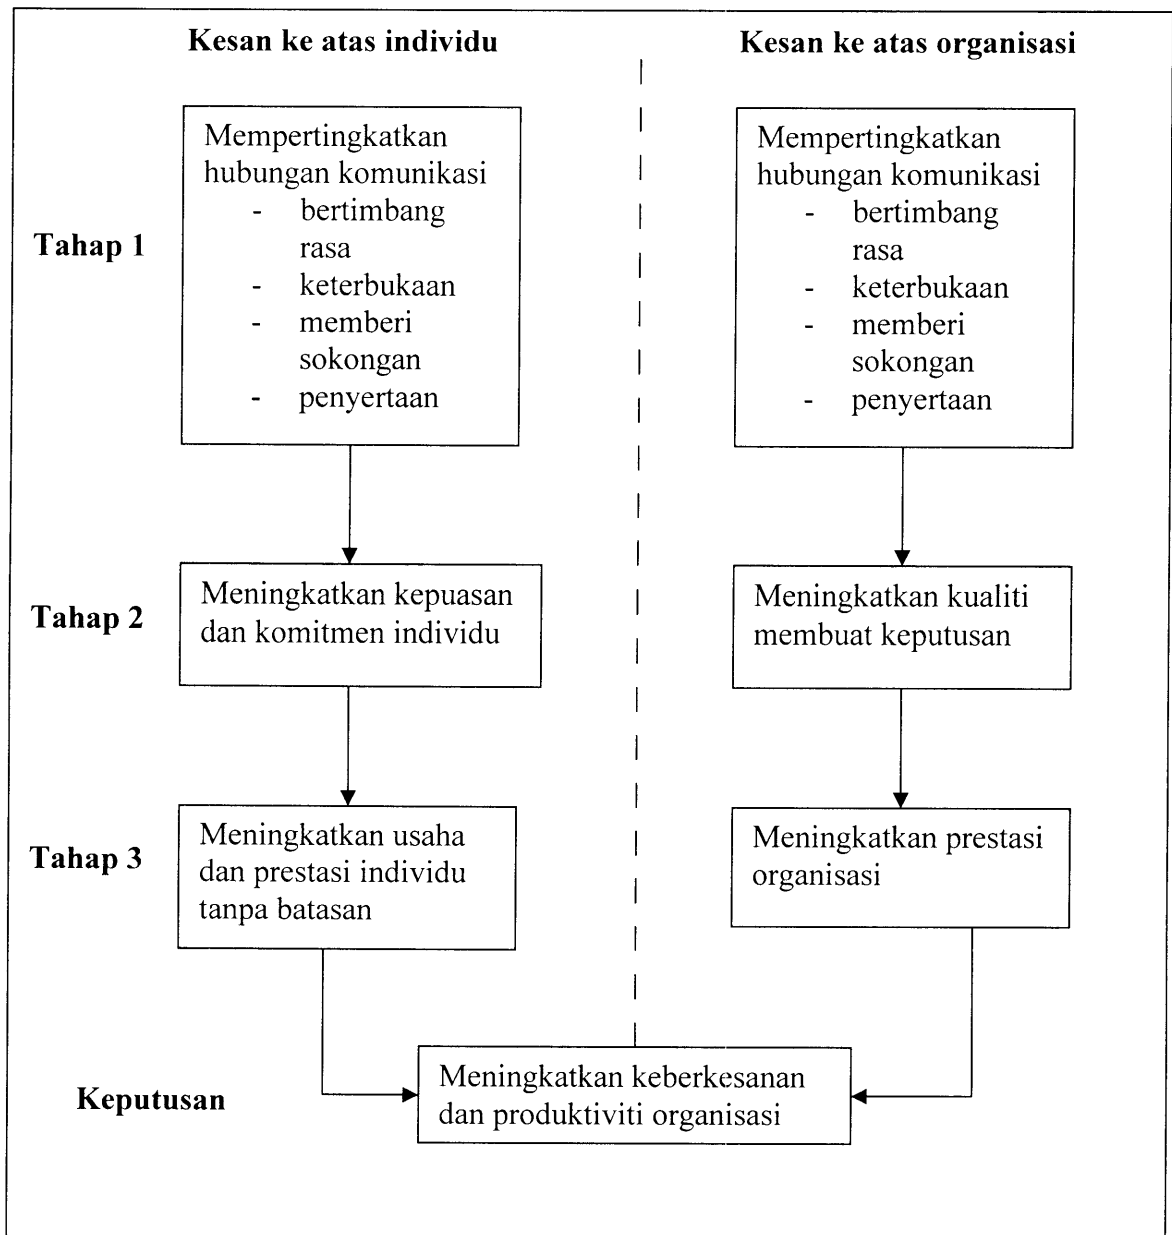 Kesan ke atas individu
Kesan ke atas organisasi
Tahap 1
Mempertingkatkan
hubungan komunikasi
- bertimbang
rasa
- keterbukaan
- memberi
sokongan
- penyertaan
Mempertingkatkan
hubungan komunikasi
- bertimbang
rasa
- keterbukaan
- memberi
sokongan
- penyertaan
Tahap 2
Meningkatkan kepuasan
dan komitmen individu
Meningkatkan kualiti
membuat keputusan
Tahap 3
Meningkatkan usaha
dan prestasi individu
tanpa batasan
Meningkatkan prestasi
organisasi
Keputusan
Meningkatkan keberkesanan
dan produktiviti organisasi